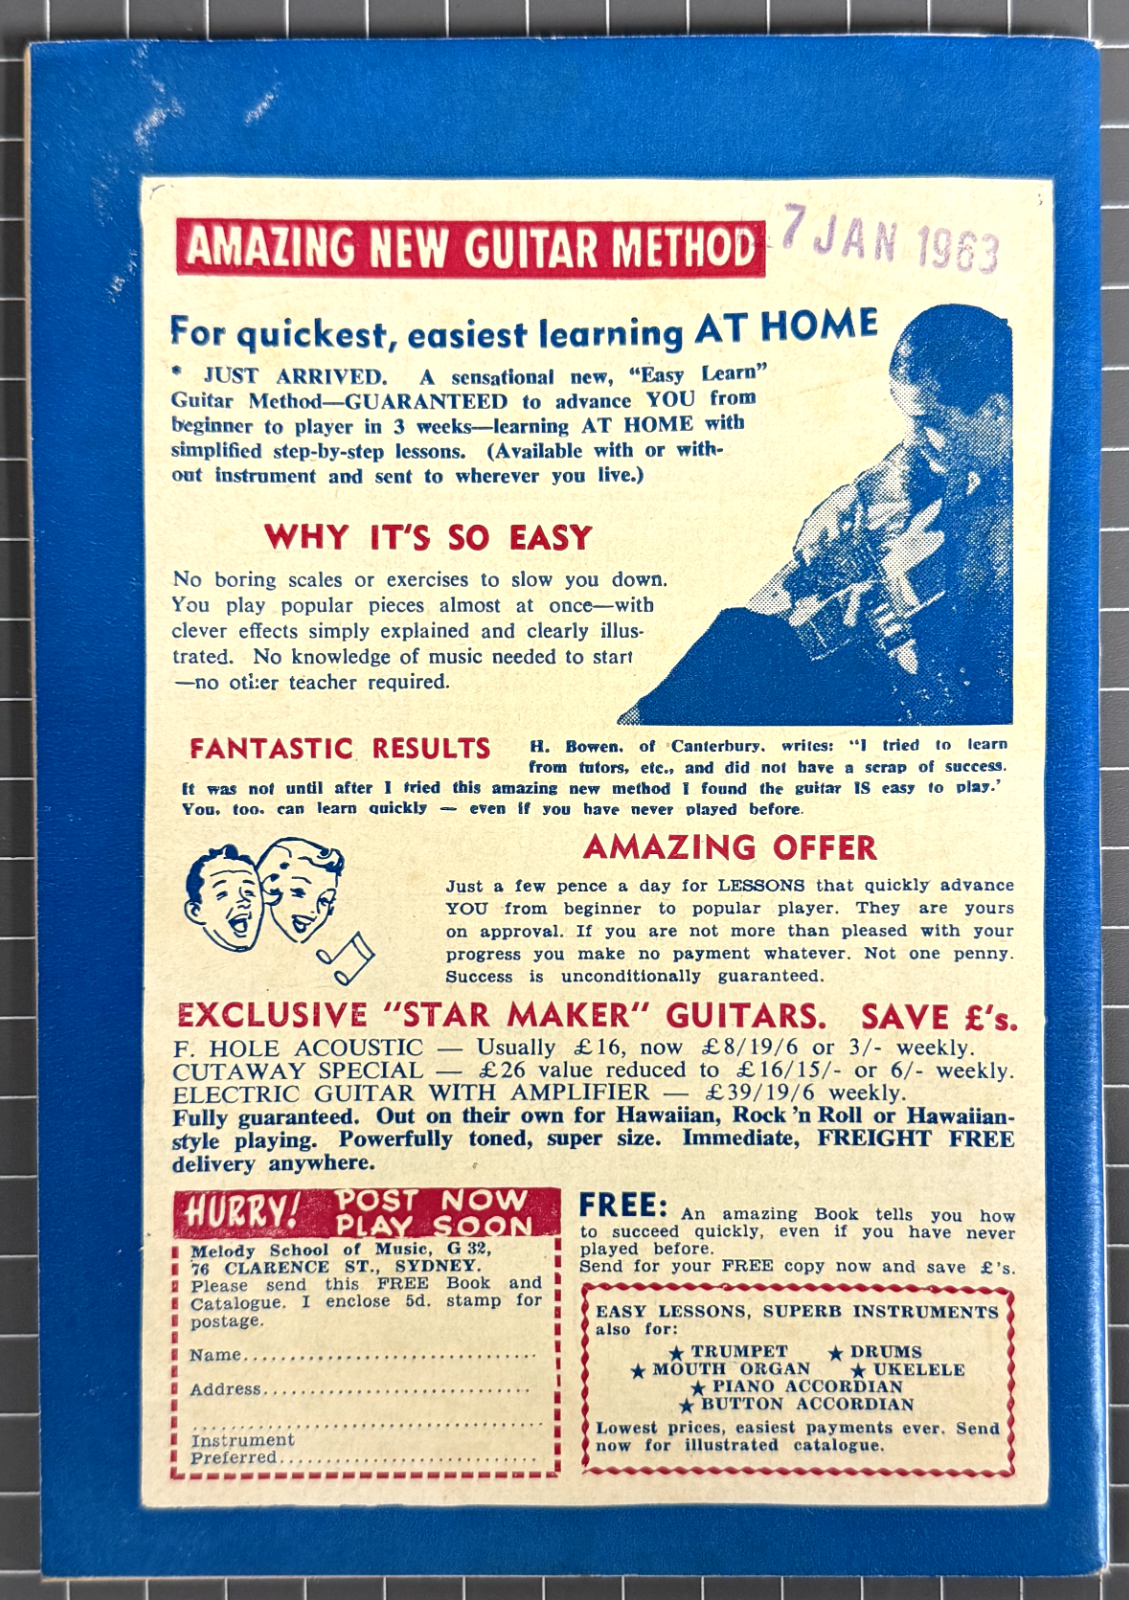 AMAZING NEW GUITAR METHOD
7 JAN 1963
For quickest, easiest learning AT HOME
* JUST ARRIVED. A sensational new, "Easy Learn"
Guitar Method—GUARANTEED to advance YOU from
beginner to player in 3 weeks—learning AT HOME with
simplified step-by-step lessons. (Available with or with-
out instrument and sent to wherever you live.)
WHY IT'S SO EASY
No boring scales or exercises to slow you down.
You play popular pieces almost at once—with
clever effects simply explained and clearly illus-
trated. No knowledge of music needed to start
—no other teacher required.
FANTASTIC RESULTS
H. Bowen, of Canterbury, writes: "I tried to learn
from tutors, etc., and did not have a scrap of success.
It was not until after I tried this amazing new method I found the guitar IS easy to play.'
You, too, can learn quickly — even if you have never played before.
AMAZING OFFER
Just a few pence a day for LESSONS that quickly advance
YOU from beginner to popular player. They are yours
on approval. If you are not more than pleased with your
progress you make no payment whatever. Not one penny.
Success is unconditionally guaranteed.
EXCLUSIVE "STAR MAKER" GUITARS. SAVE £'s.
F. HOLE ACOUSTIC — Usually £16, now £8/19/6 or 3/- weekly.
CUTAWAY SPECIAL — £26 value reduced to £16/15/- or 6/- weekly.
ELECTRIC GUITAR WITH AMPLIFIER — £39/19/6 weekly.
Fully guaranteed. Out on their own for Hawaiian, Rock 'n Roll or Hawaiian-
style playing. Powerfully toned, super size. Immediate, FREIGHT FREE
delivery anywhere.
HURRY! POST NOW
PLAY SOON
Melody School of Music, G 32,
76 CLARENCE ST., SYDNEY.
Please send this FREE Book and
Catalogue. I enclose 5d. stamp for
postage.
Name................................
Address................................
................................
Instrument
Preferred................................
FREE: An amazing Book tells you how
to succeed quickly, even if you have never
played before.
Send for your FREE copy now and save £'s.
EASY LESSONS, SUPERB INSTRUMENTS
also for:
★ TRUMPET ★ DRUMS
★ MOUTH ORGAN ★ UKELELE
★ PIANO ACCORDIAN
★ BUTTON ACCORDIAN
Lowest prices, easiest payments ever. Send
now for illustrated catalogue.